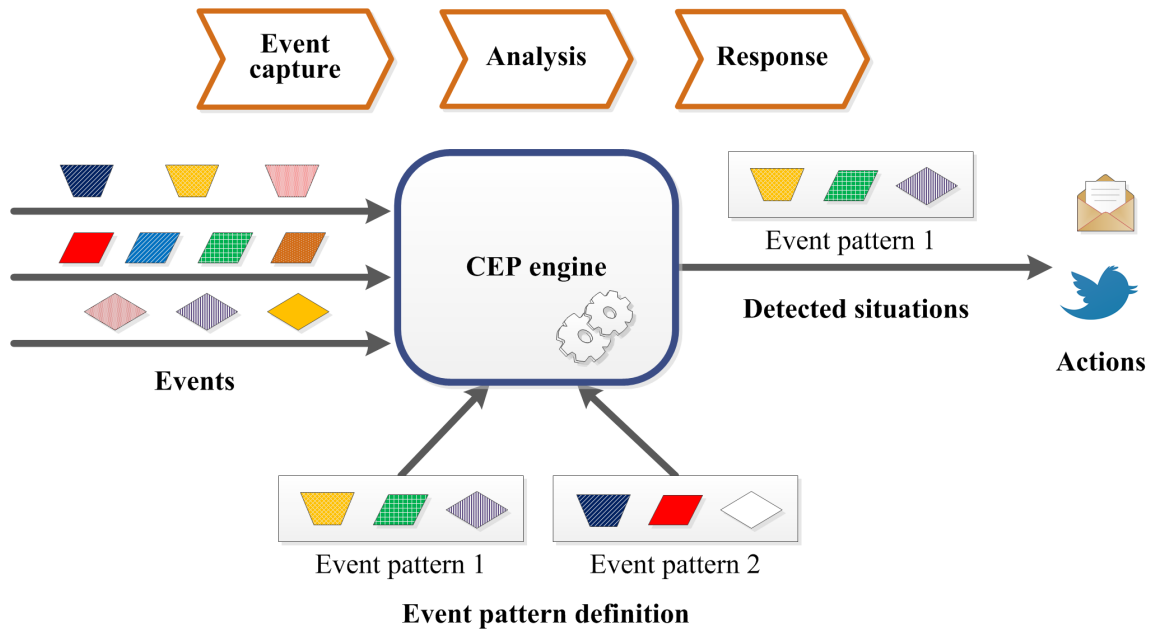 Event
capture
Analysis
Response
CEP engine
Event pattern 1
Detected situations
Actions
Events
Event pattern 1
Event pattern 2
Event pattern definition